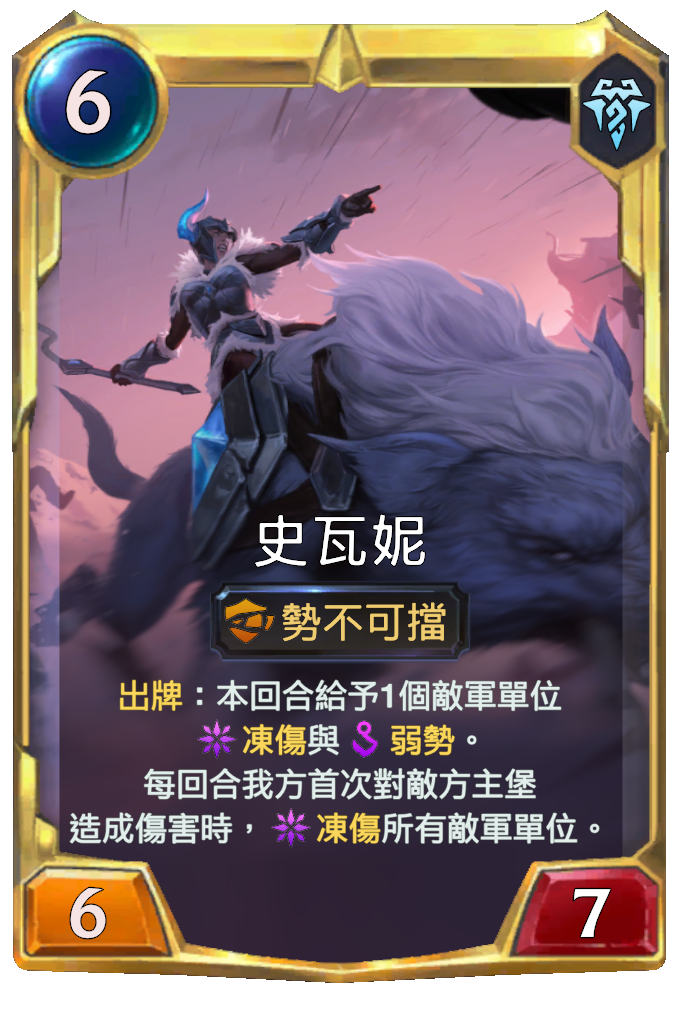 6
史瓦妮
勢不可擋
出牌：本回合給予1個敵軍單位
凍傷與 弱勢。
每回合我方首次對敵方主堡
造成傷害時， 凍傷所有敵軍單位。
6
7